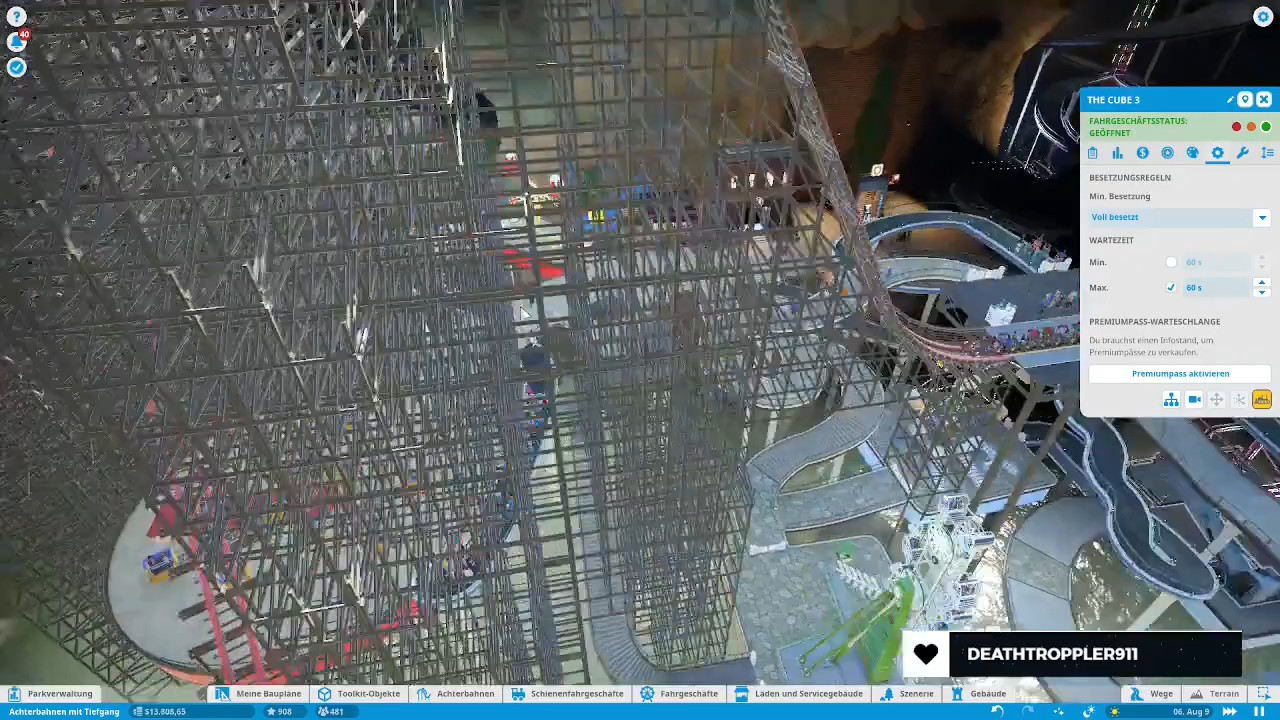 ?
40
THE CUBE 3
FAHRGESCHÄFTSSTATUS:
GEÖFFNET
BESETZUNGSREGELN
Min. Besetzung
Voll besetzt
WARTEZEIT
Min. 60 s
Max. 60 s
PREMIUMPASS-WARTESCHLANGE
Du brauchst einen Infostand, um
Premiumpässe zu verkaufen.
Premiumpass aktivieren
DEATHTROPPLER911
Parkverwaltung Meine Baupläne Toolkit-Objekte Achterbahnen Schienenfahrgeschäfte Fahrgeschäfte Läden und Servicegebäude Szenerie Gebäude Wege Terrain
Achterbahnen mit Tiefgang $13.808,65 908 481 06. Aug 9